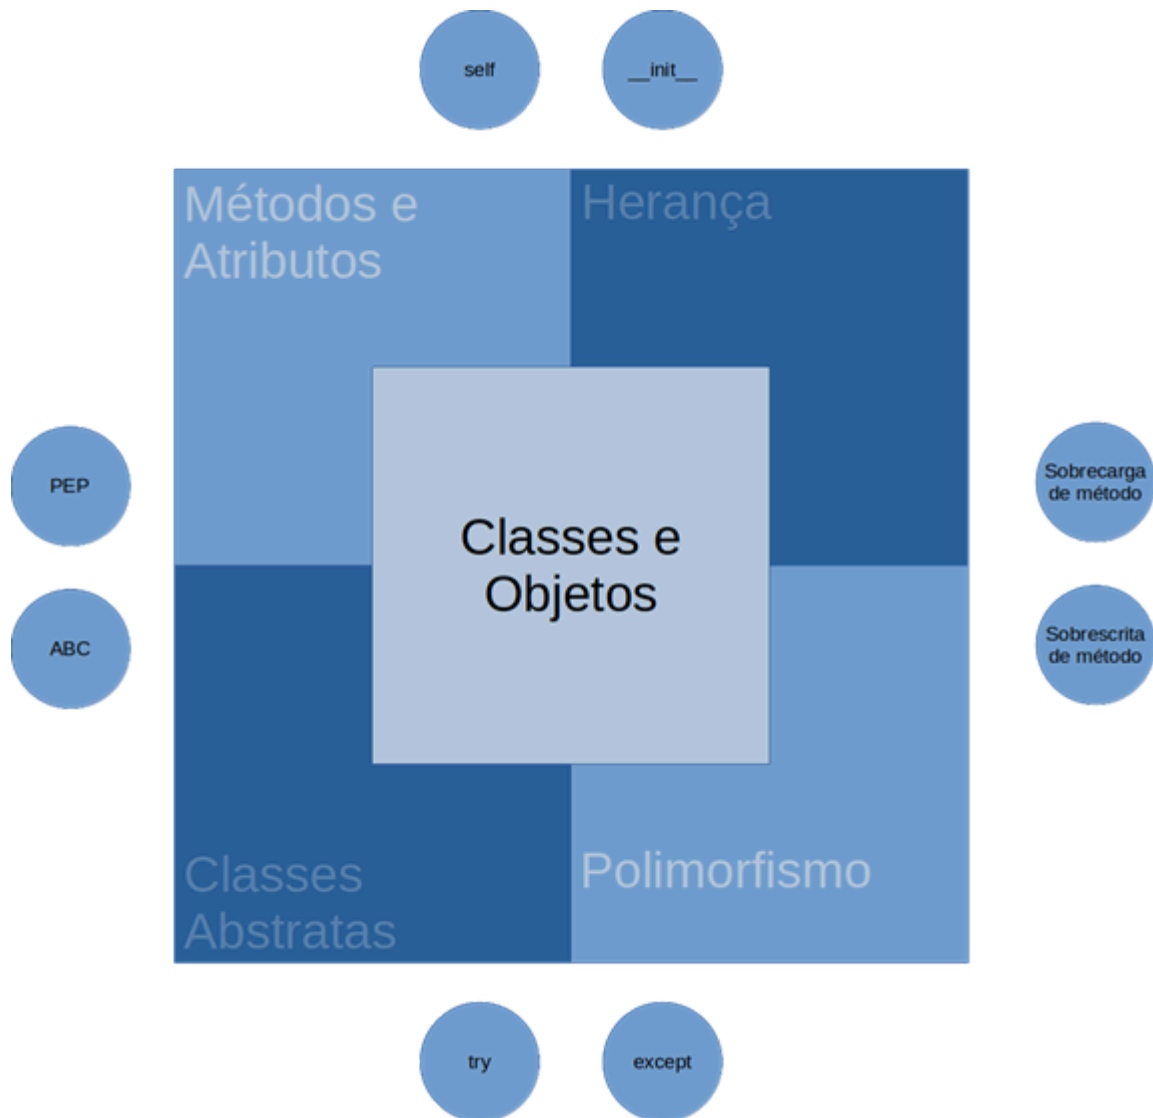 self
__init__
Métodos e
Atributos
Herança
PEP
ABC
Classes e
Objetos
Sobrecarga
de método
Sobrescrita
de método
Classes
Abstratas
Polimorfismo
try
except